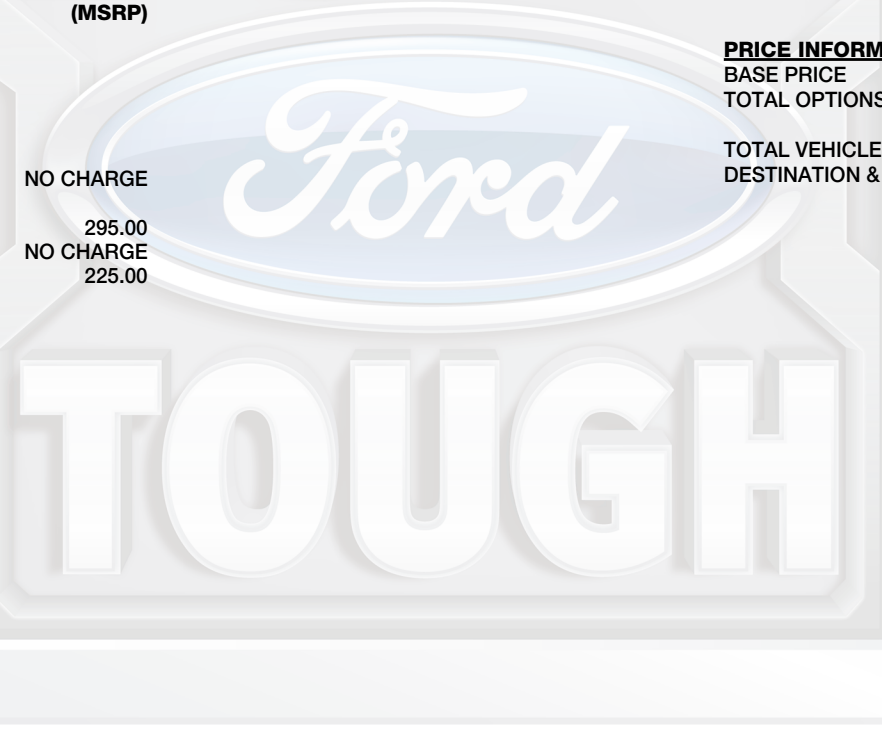 (MSRP)
NO CHARGE
295.00
NO CHARGE
225.00
PRICE INFORM
BASE PRICE
TOTAL OPTIONS
TOTAL VEHICLE
DESTINATION &
Ford
TOUGH